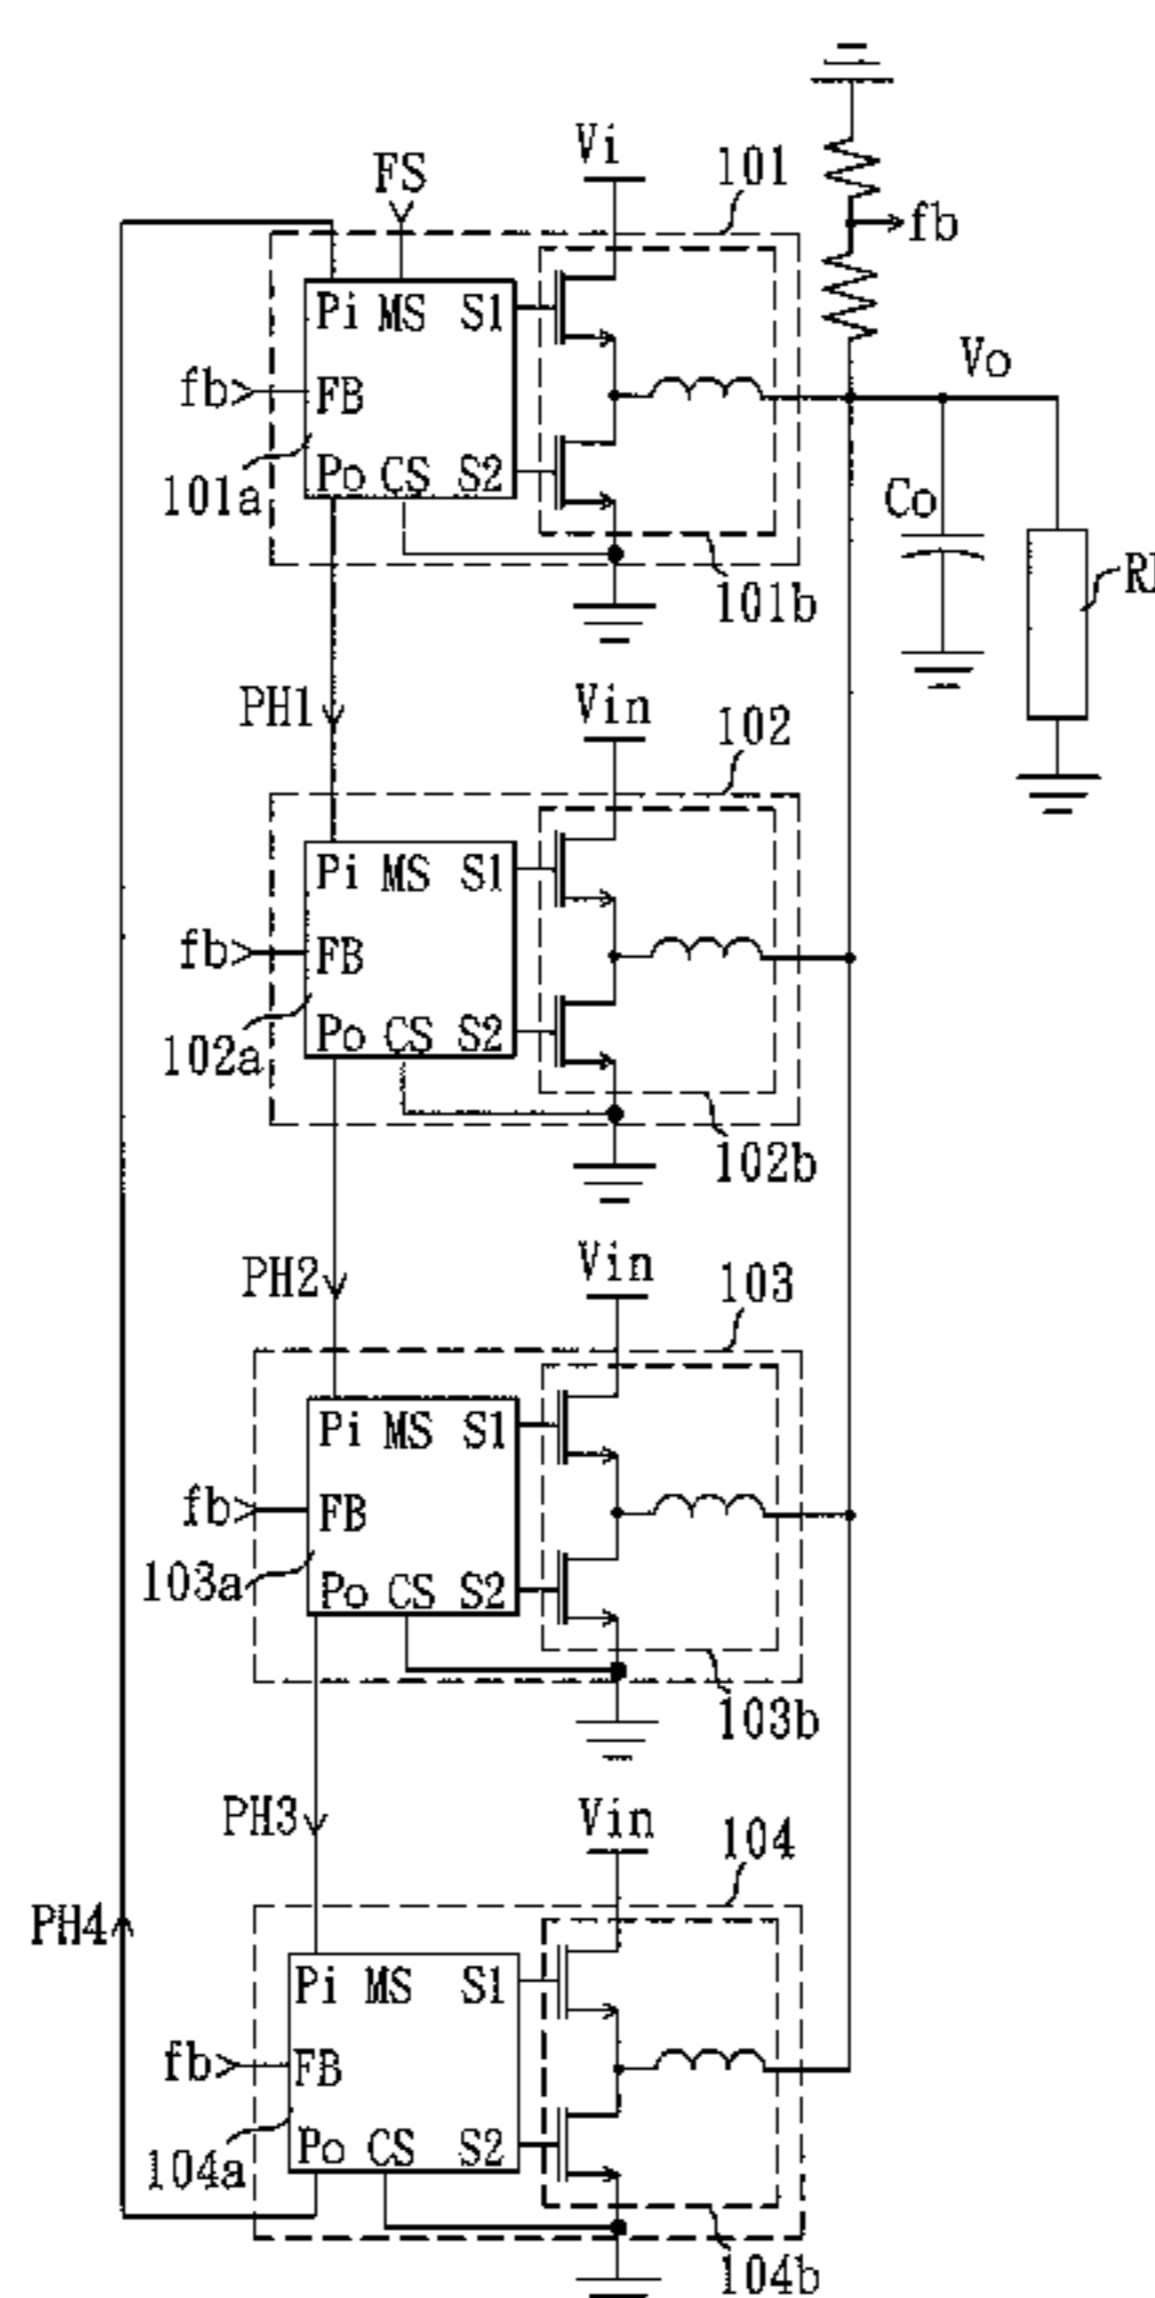 Vi
101
FS
fb
Pi MS S1
fb
FB
Vo
Po CS S2
101a
Co
101b
PH1
Vin
102
Pi MS S1
fb
FB
Po CS S2
102a
102b
Vin
103
PH2
Pi MS S1
fb
FB
103a
Po CS S2
103b
PH3
Vin
104
PH4
Pi MS S1
fb
FB
Po CS S2
104a
104b